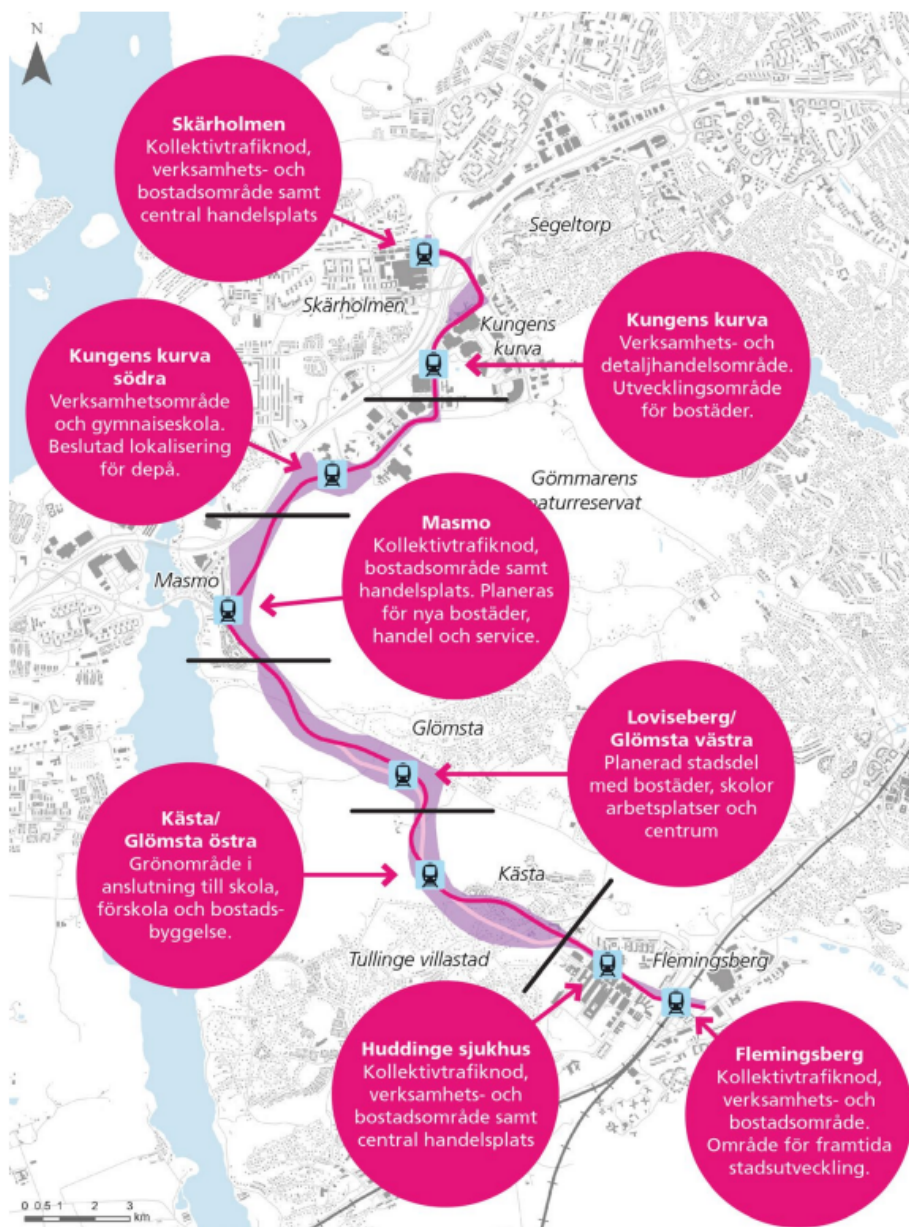 N
Skärholmen
Kollektivtrafiknod,
verksamhets- och
bostadsområde samt
central handelsplats
Segeltorp
Skärholmen
Kungens
kurva
Kungens kurva
Verksamhets- och
detaljhandelsområde.
Utvecklingsområde
för bostäder.
Kungens kurva
södra
Verksamhetsområde
och gymnaiseskola.
Beslutad lokalisering
för depå.
Gömmarens
naturreservat
Masmo
Kollektivtrafiknod,
bostadsområde samt
handelsplats. Planeras
för nya bostäder,
handel och service.
Masmo
Glömsta
Loviseberg/
Glömsta västra
Planerad stadsdel
med bostäder, skolor
arbetsplatser och
centrum
Kästa/
Glömsta östra
Grönområde i
anslutning till skola,
förskola och bostads-
byggelse.
Kästa
Tullinge villastad
Flemingsberg
Huddinge sjukhus
Kollektivtrafiknod,
verksamhets- och
bostadsområde samt
central handelsplats
Flemingsberg
Kollektivtrafiknod,
verksamhets- och
bostadsområde.
Område för framtida
stadsutveckling.
0 0.5 1 2 3
km